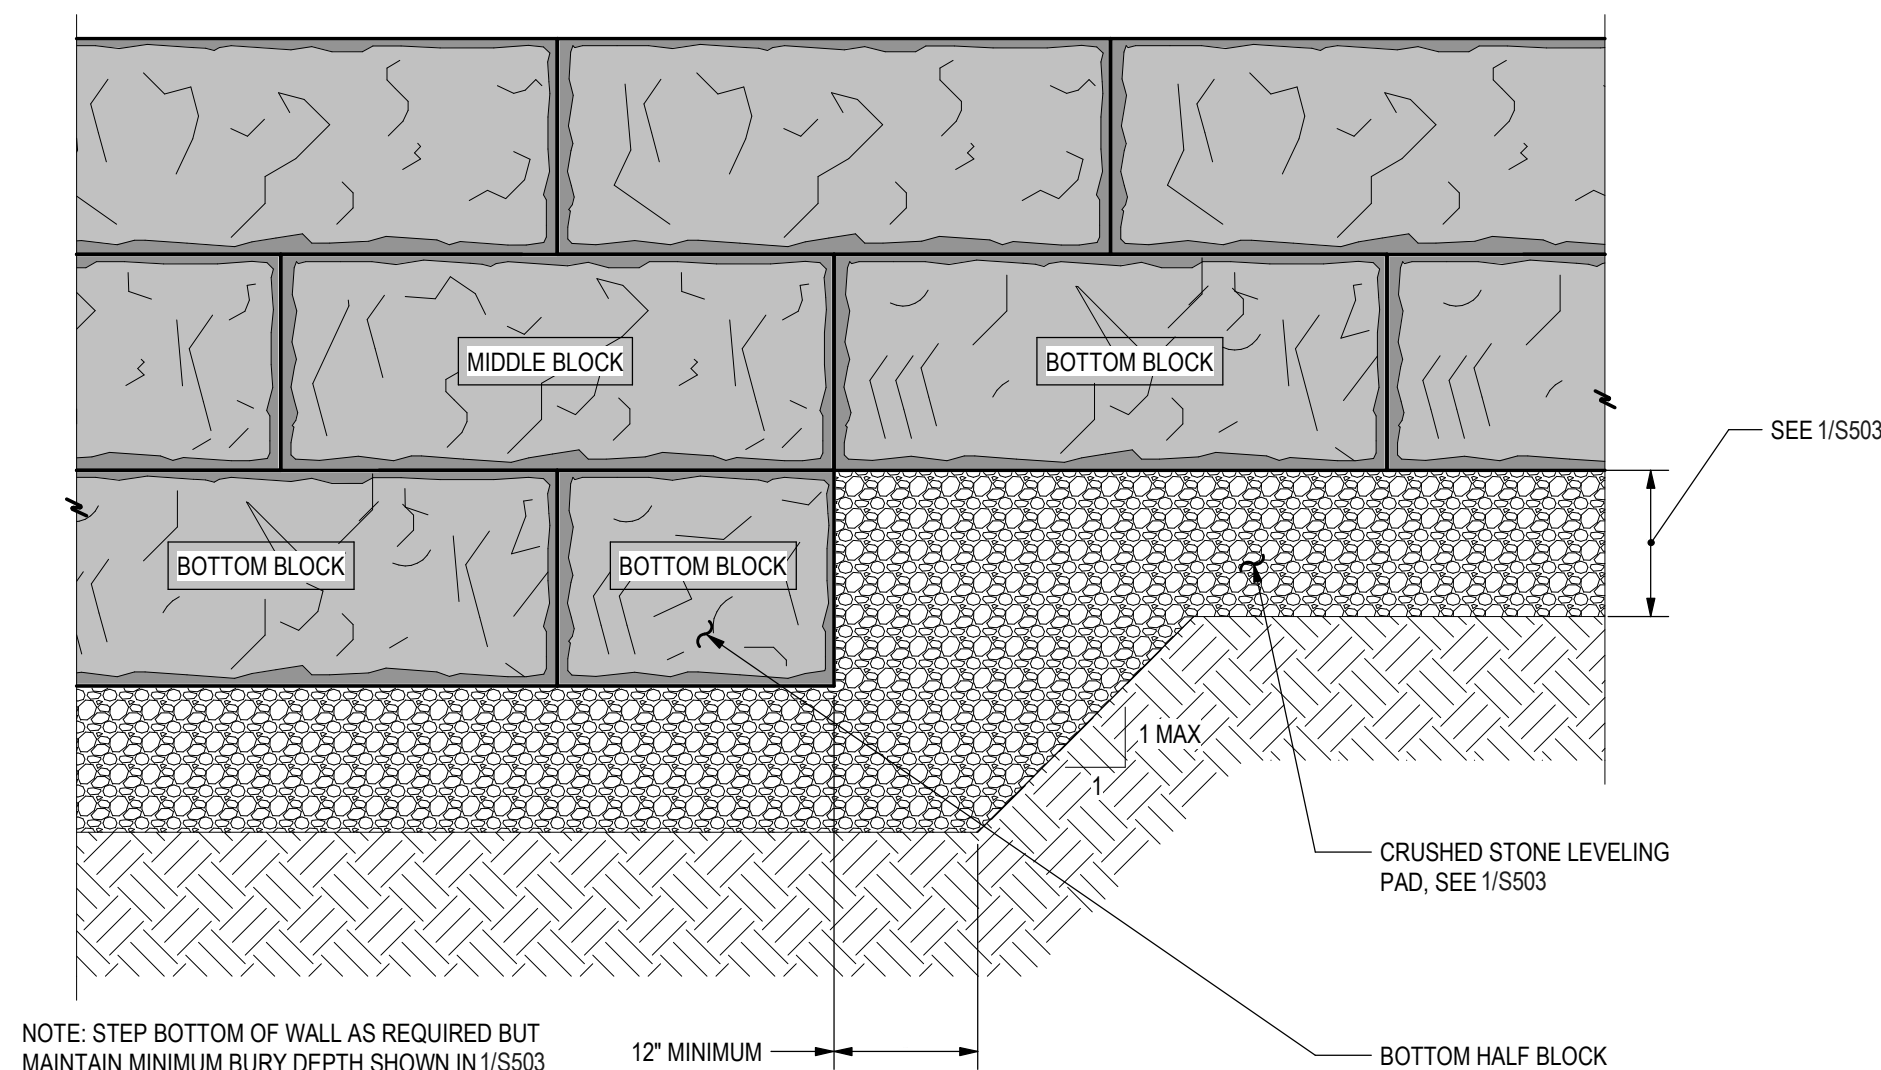 MIDDLE BLOCK
BOTTOM BLOCK
SEE 1/S503
BOTTOM BLOCK
BOTTOM BLOCK
1 MAX
1
CRUSHED STONE LEVELING
PAD, SEE 1/S503
NOTE: STEP BOTTOM OF WALL AS REQUIRED BUT
MAINTAIN MINIMUM BURY DEPTH SHOWN IN 1/S503
12" MINIMUM
BOTTOM HALF BLOCK